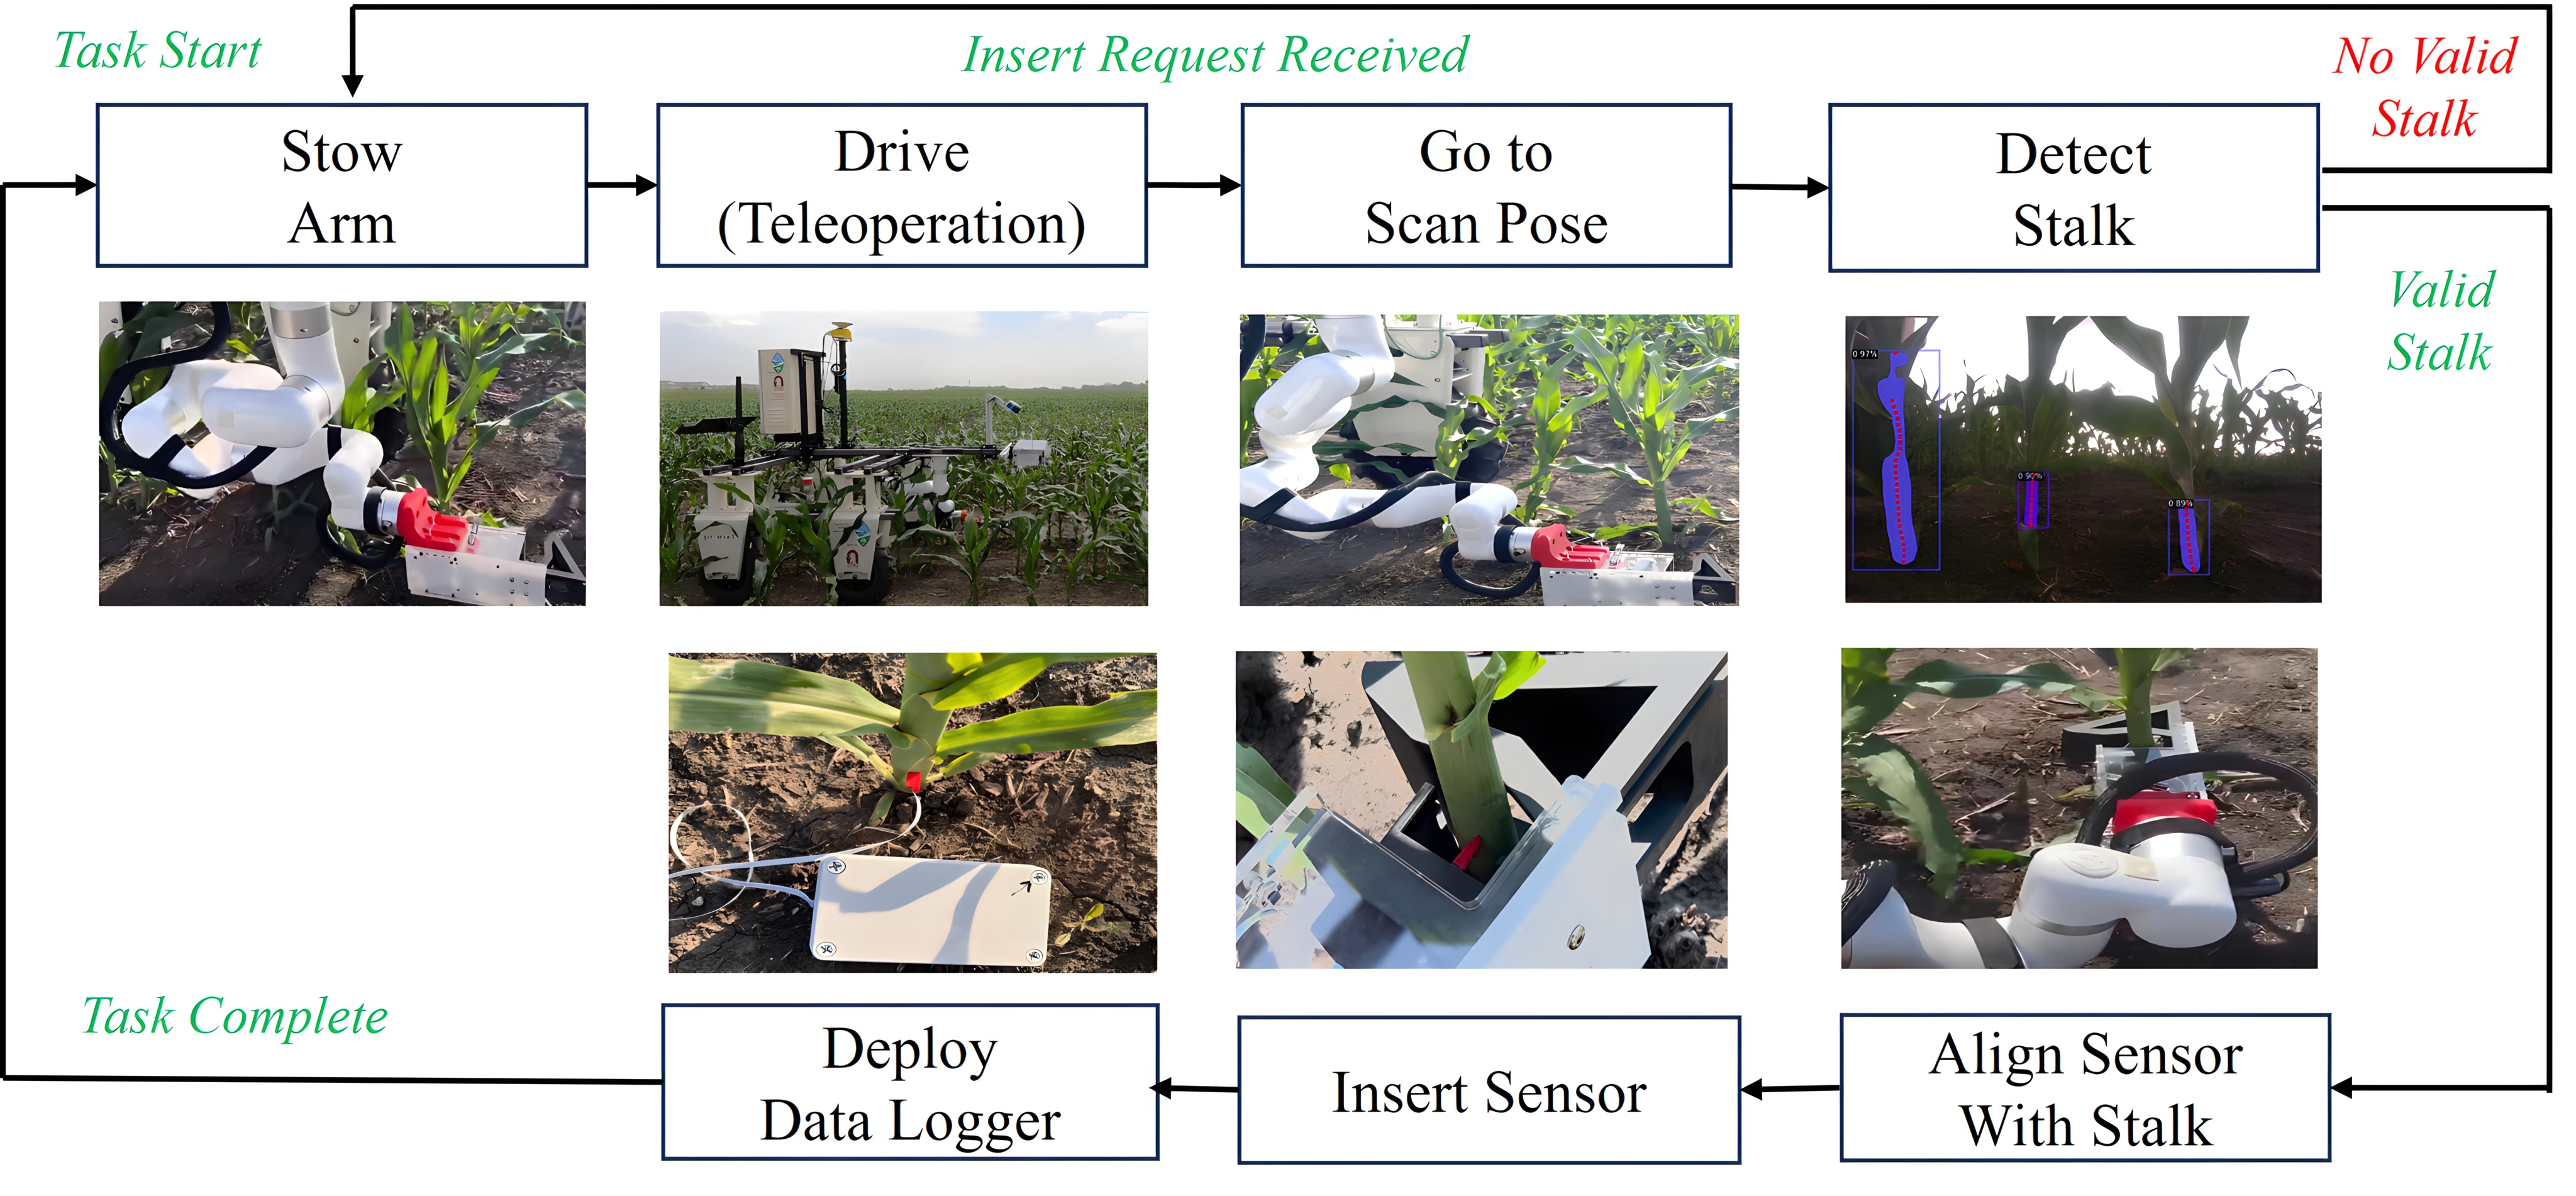 Task Start
Insert Request Received
No Valid
Stalk
Stow
Arm
Drive
(Teleoperation)
Go to
Scan Pose
Detect
Stalk
Valid
Stalk
0.97%
0.90%
0.89%
Task Complete
Deploy
Data Logger
Insert Sensor
Align Sensor
With Stalk